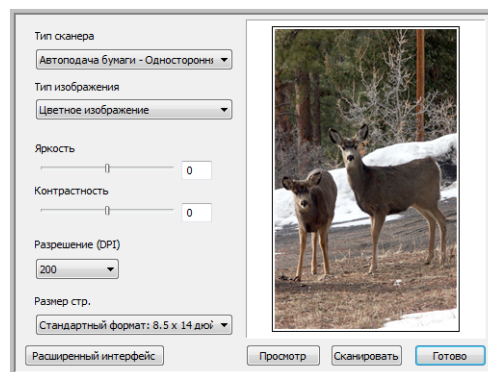 Тип сканера
Автоподача бумаги - Одностороння
Тип изображения
Цветное изображение
Яркость
0
Контрастность
0
Разрешение (DPI)
200
Размер стр.
Стандартный формат: 8.5 x 14 дюй
Расширенный интерфейс
Просмотр
Сканировать
Готово